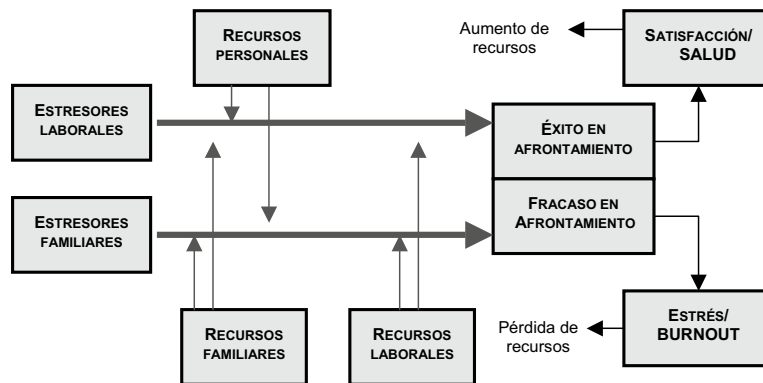 RECURSOS
PERSONALES
Aumento de
recursos
SATISFACCIÓN/
SALUD
ESTRESORES
LABORALES
ÉXITO EN
AFRONTAMIENTO
ESTRESORES
FAMILIARES
FRACASO EN
AFRONTAMIENTO
RECURSOS
FAMILIARES
RECURSOS
LABORALES
Pérdida de
recursos
ESTRÉS/
BURNOUT